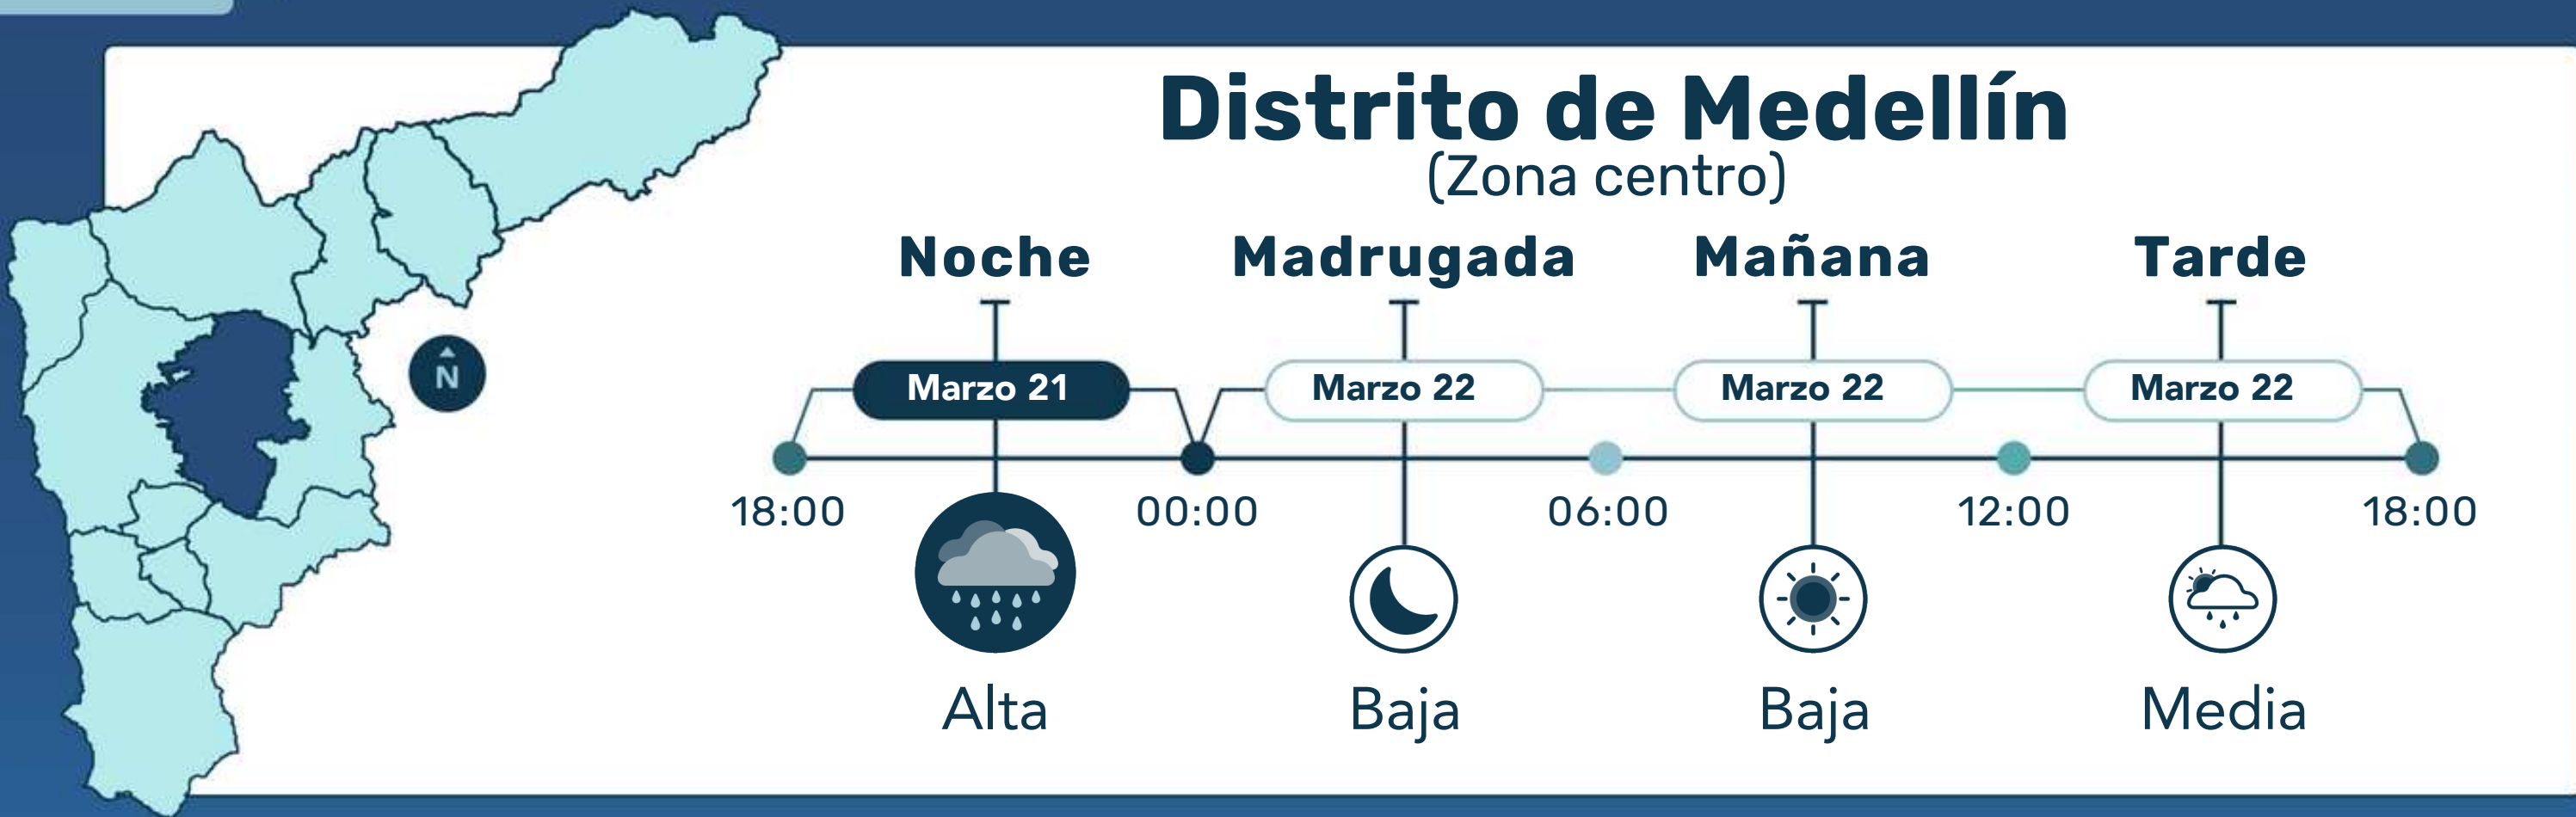 Distrito de Medellín
(Zona centro)
Noche Madrugada Mañana Tarde
N
Marzo 21 Marzo 22 Marzo 22 Marzo 22
18:00 00:00 06:00 12:00 18:00
Alta Baja Baja Media